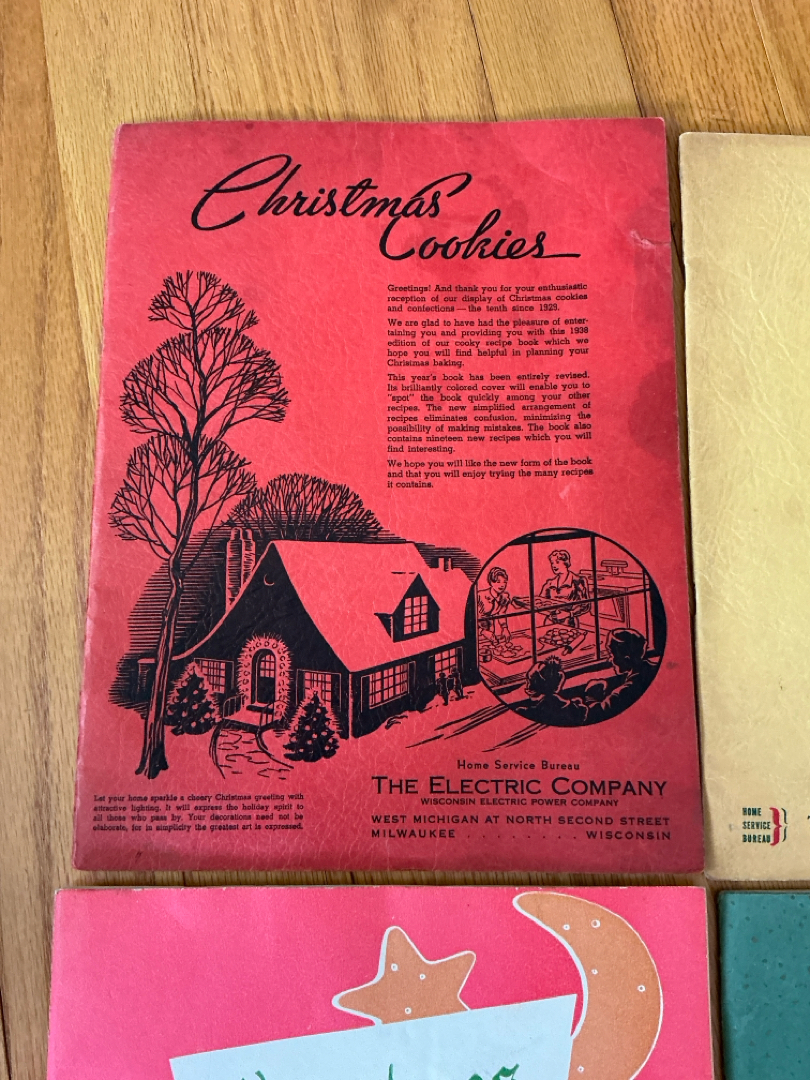 Christmas
Cookies
Greetings! And thank you for your enthusiastic
reception of our display of Christmas cookies
and confections — the tenth since 1929.
We are glad to have had the pleasure of enter-
taining you and providing you with this 1938
edition of our cooky recipe book which we
hope you will find helpful in planning your
Christmas baking.
This year's book has been entirely revised.
Its brilliantly colored cover will enable you to
"spot" the book quickly among your other
recipes. The new simplified arrangement of
recipes eliminates confusion, minimizing the
possibility of making mistakes. The book also
contains nineteen new recipes which you will
find interesting.
We hope you will like the new form of the book
and that you will enjoy trying the many recipes
it contains.
Let your home sparkle a cheery Christmas greeting with
attractive lighting. It will express the holiday spirit to
all those who pass by. Your decorations need not be
elaborate, for in simplicity the greatest art is expressed.
Home Service Bureau
THE ELECTRIC COMPANY
WISCONSIN ELECTRIC POWER COMPANY
WEST MICHIGAN AT NORTH SECOND STREET
MILWAUKEE . . . . . . . . WISCONSIN
HOME
SERVICE
BUREAU